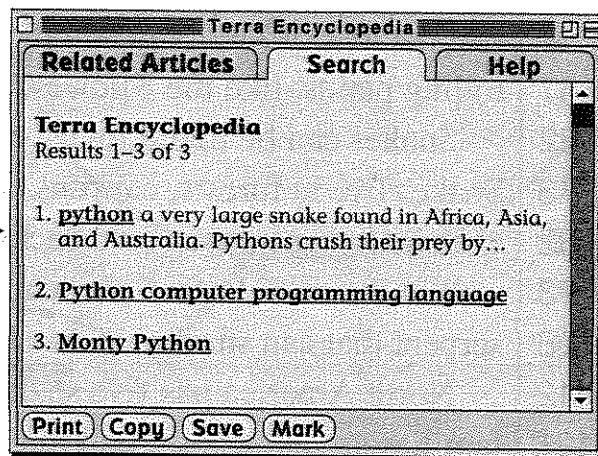 Terra Encyclopedia
Related Articles Search Help
Terra Encyclopedia
Results 1–3 of 3
1. python a very large snake found in Africa, Asia,
and Australia. Pythons crush their prey by...
2. Python computer programming language
3. Monty Python
Print Copy Save Mark